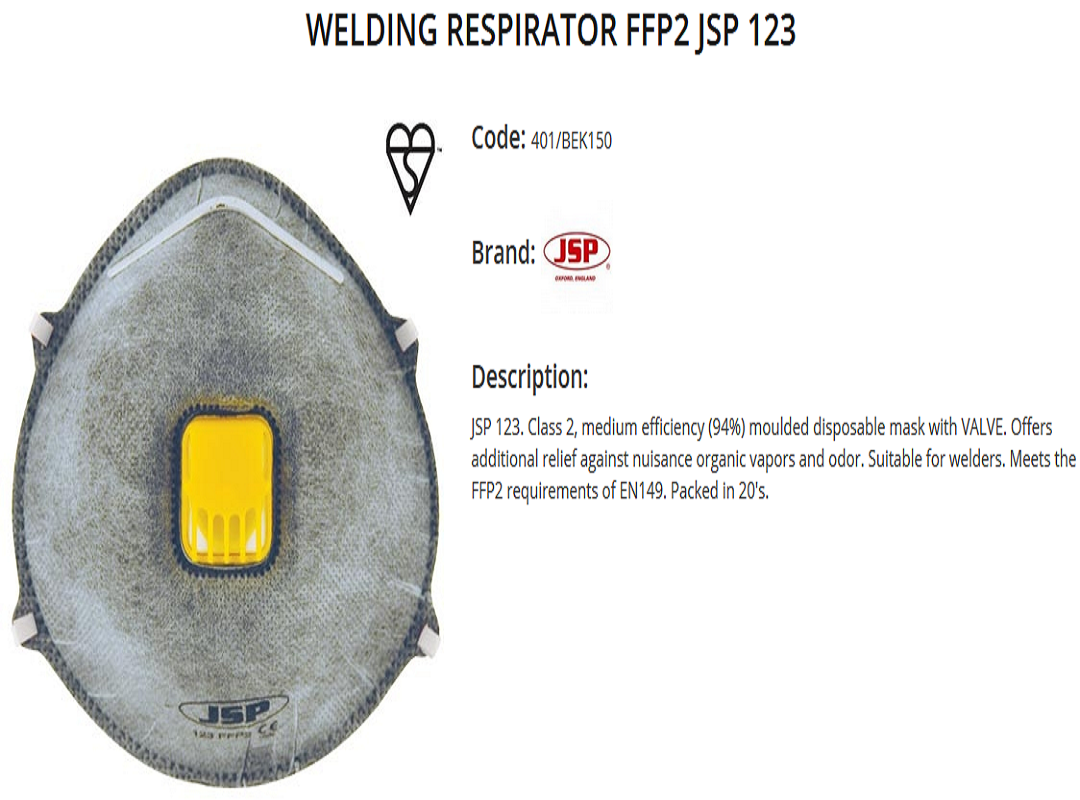 WELDING RESPIRATOR FFP2 JSP 123
Code: 401/BEK150
Brand: JSP
OXFORD, ENGLAND
Description:
JSP 123. Class 2, medium efficiency (94%) moulded disposable mask with VALVE. Offers
additional relief against nuisance organic vapors and odor. Suitable for welders. Meets the
FFP2 requirements of EN149. Packed in 20's.
JSP
123 FFP2 CE